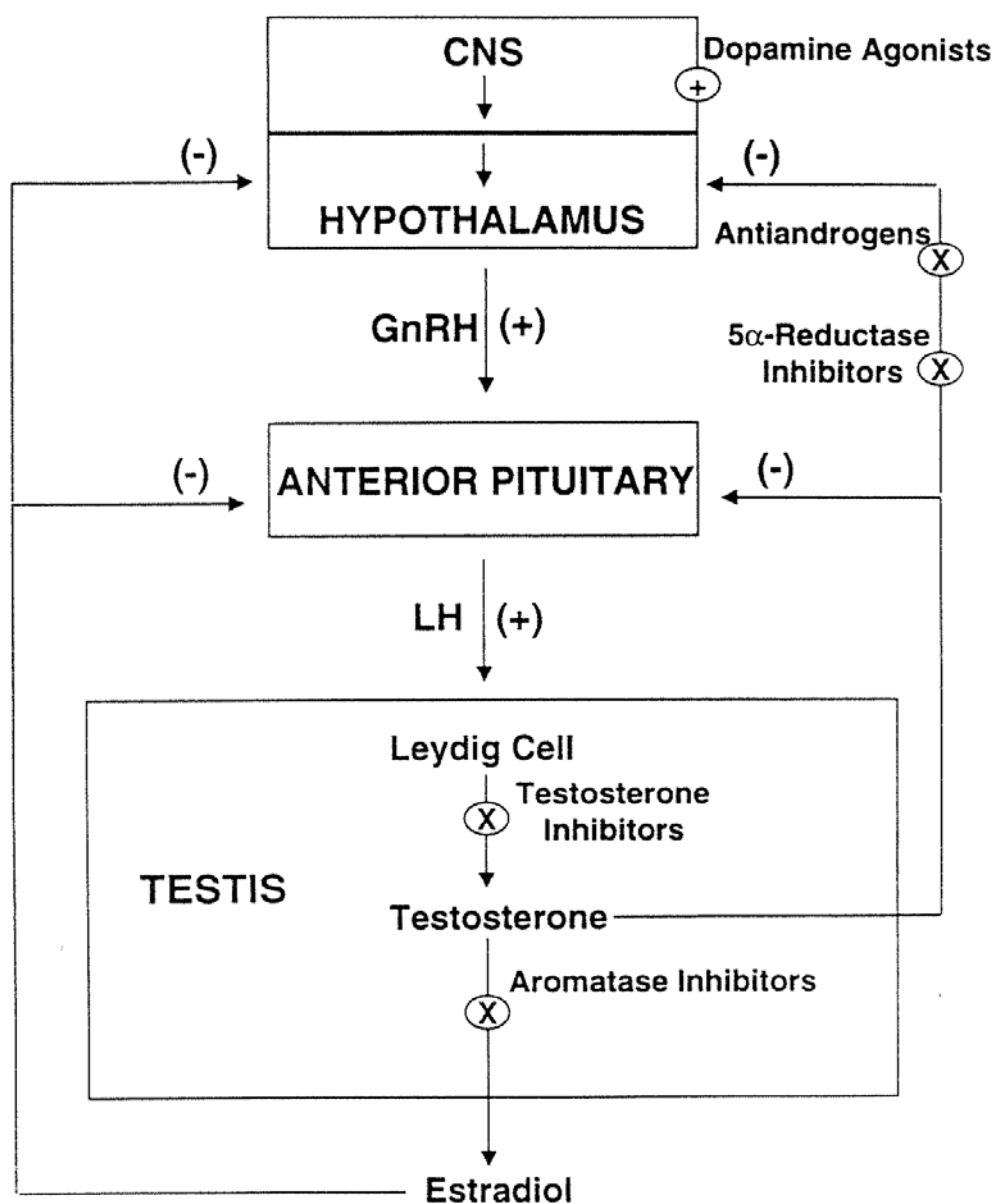 CNS
Dopamine Agonists
+
(-)
(-)
HYPOTHALAMUS
Antiandrogens
X
GnRH (+)
5α-Reductase
Inhibitors
X
(-)
(-)
ANTERIOR PITUITARY
LH (+)
Leydig Cell
X
Testosterone
Inhibitors
TESTIS
Testosterone
Aromatase Inhibitors
X
Estradiol